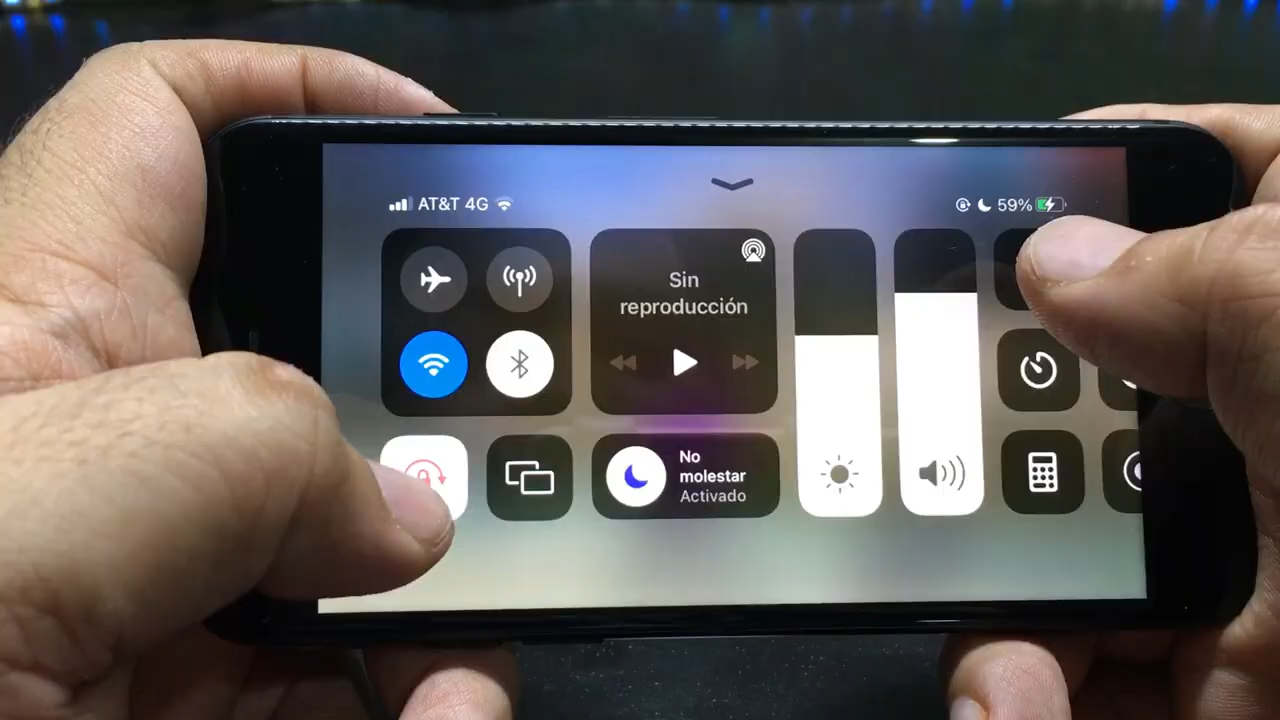 AT&T 4G
59%
Sin
reproducción
No
molestar
Activado